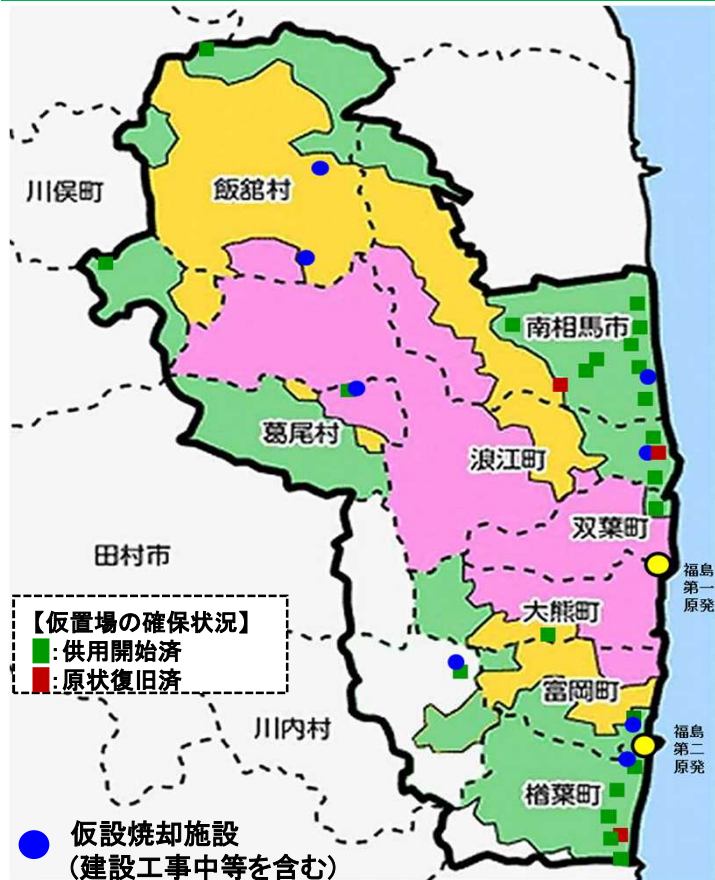 川俣町
飯舘村
南相馬市
葛尾村
浪江町
双葉町
田村市
福島
第一
原発
【仮置場の確保状況】
:供用開始済
:原状復旧済
大熊町
富岡町
川内村
福島
第二
原発
楢葉町
仮設焼却施設
(建設工事中等を含む)